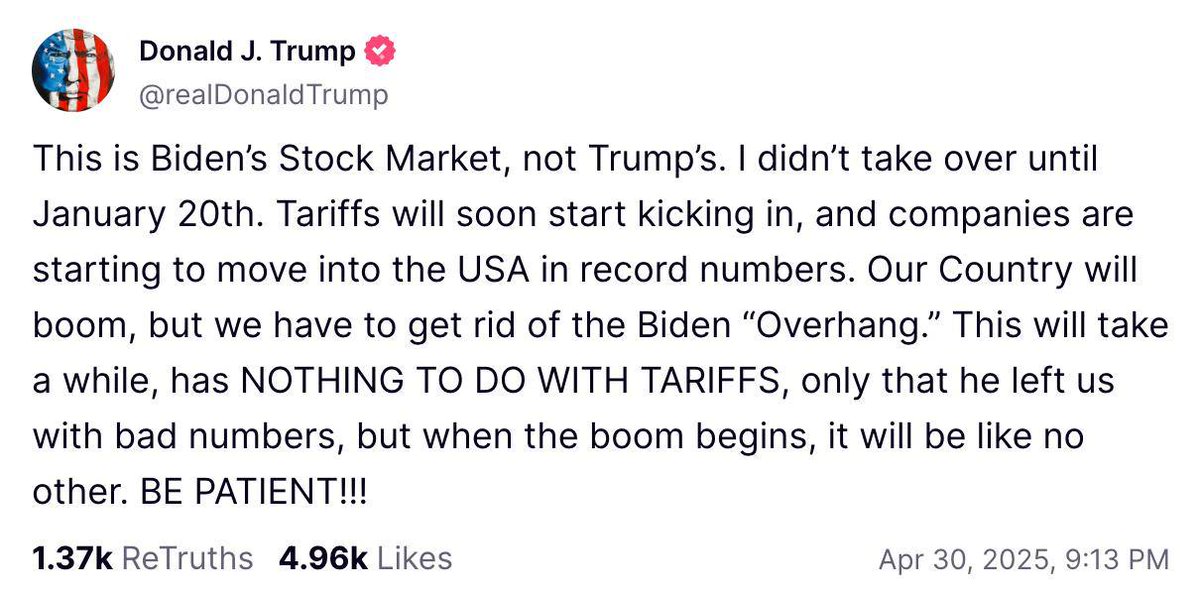 Donald J. Trump
@realDonaldTrump
This is Biden’s Stock Market, not Trump’s. I didn’t take over until
January 20th. Tariffs will soon start kicking in, and companies are
starting to move into the USA in record numbers. Our Country will
boom, but we have to get rid of the Biden “Overhang.” This will take
a while, has NOTHING TO DO WITH TARIFFS, only that he left us
with bad numbers, but when the boom begins, it will be like no
other. BE PATIENT!!!
1.37k ReTruths 4.96k Likes Apr 30, 2025, 9:13 PM